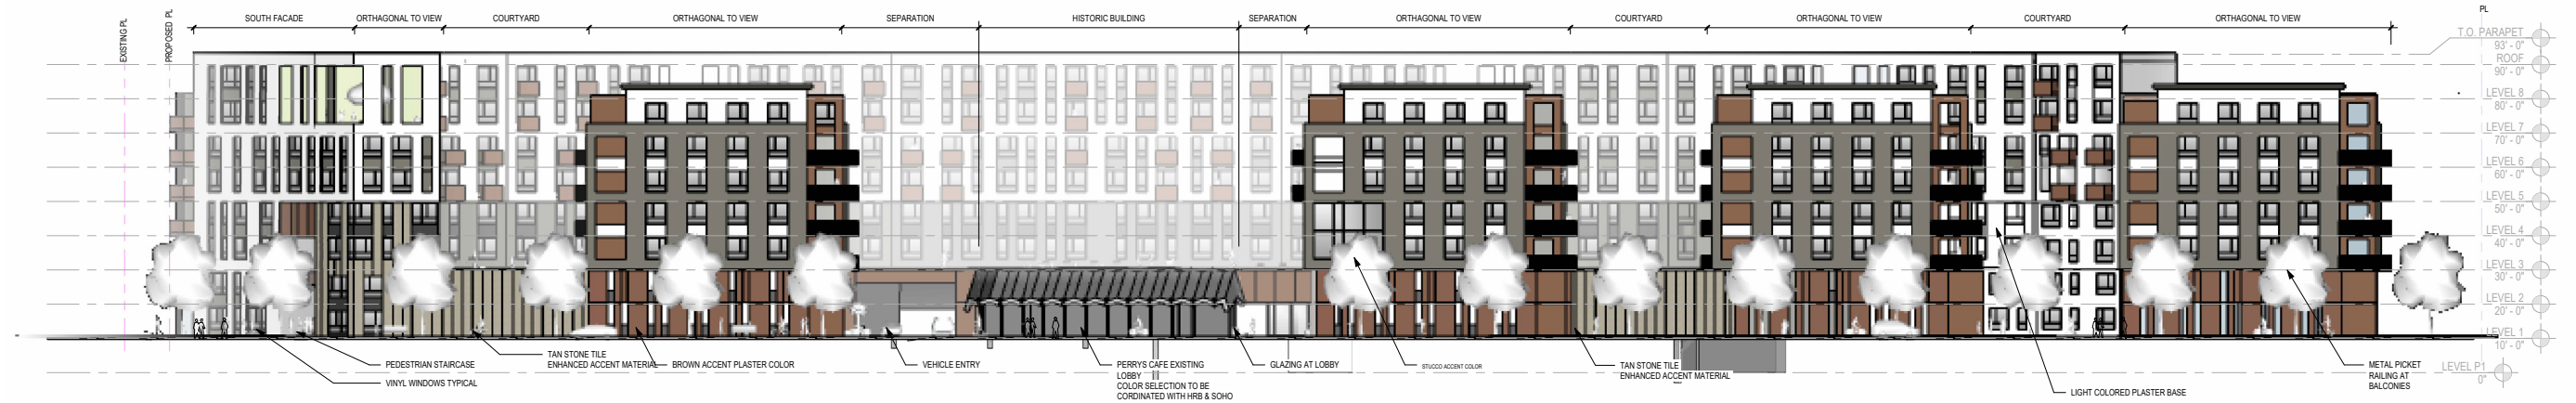 EXISTING PL
PROPOSED PL
SOUTH FACADE
ORTHAGONAL TO VIEW
COURTYARD
ORTHAGONAL TO VIEW
SEPARATION
HISTORIC BUILDING
SEPARATION
ORTHAGONAL TO VIEW
COURTYARD
ORTHAGONAL TO VIEW
COURTYARD
ORTHAGONAL TO VIEW
PL
T.O. PARAPET
93' - 0"
ROOF
90' - 0"
LEVEL 8
80' - 0"
LEVEL 7
70' - 0"
LEVEL 6
60' - 0"
LEVEL 5
50' - 0"
LEVEL 4
40' - 0"
LEVEL 3
30' - 0"
LEVEL 2
20' - 0"
LEVEL 1
10' - 0"
LEVEL P1
0"
VINYL WINDOWS TYPICAL
PEDESTRIAN STAIRCASE
TAN STONE TILE
ENHANCED ACCENT MATERIAL
BROWN ACCENT PLASTER COLOR
VEHICLE ENTRY
PERRYS CAFE EXISTING
LOBBY
COLOR SELECTION TO BE
CORDINATED WITH HRB & SOHO
GLAZING AT LOBBY
STUCCO ACCENT COLOR
TAN STONE TILE
ENHANCED ACCENT MATERIAL
LIGHT COLORED PLASTER BASE
METAL PICKET
RAILING AT
BALCONIES